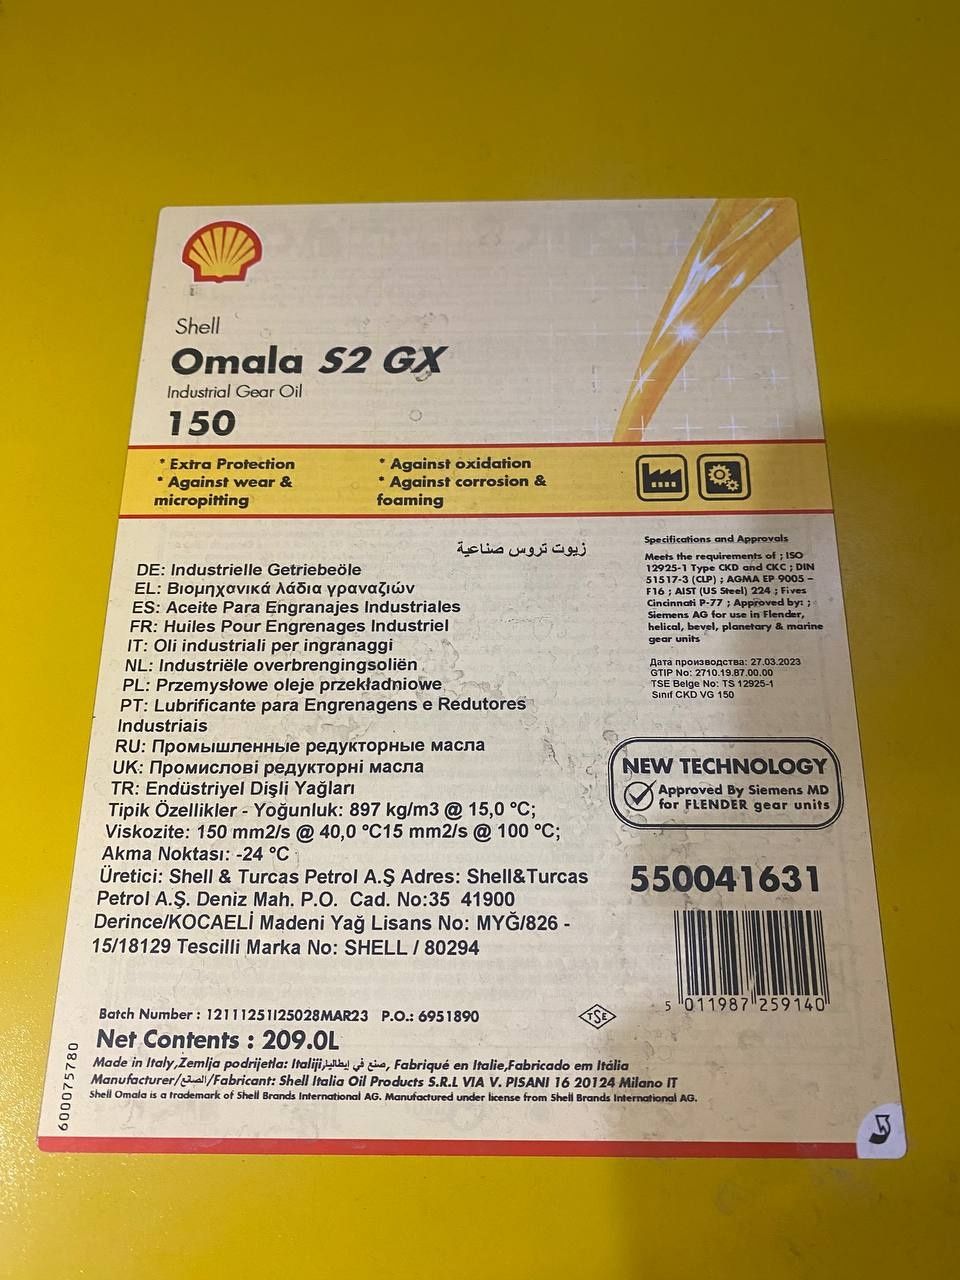 Shell
Omala S2 GX
Industrial Gear Oil
150
* Extra Protection
* Against wear &
micropitting
* Against oxidation
* Against corrosion &
foaming
زيوت تروس صناعية
DE: Industrielle Getriebeöle
EL: Βιομηχανικά λάδια γραναζιών
ES: Aceite Para Engranajes Industriales
FR: Huiles Pour Engrenages Industriel
IT: Oli industriali per ingranaggi
NL: Industriële overbrengingsoliën
PL: Przemysłowe oleje przekładniowe
PT: Lubrificante para Engrenagens e Redutores
Industriais
RU: Промышленные редукторные масла
UK: Промислові редукторні масла
TR: Endüstriyel Dişli Yağları
Tipik Özellikler - Yoğunluk: 897 kg/m3 @ 15,0 °C;
Viskozite: 150 mm2/s @ 40,0 °C15 mm2/s @ 100 °C;
Akma Noktası: -24 °C
Üretici: Shell & Turcas Petrol A.Ş Adres: Shell&Turcas
Petrol A.Ş. Deniz Mah. P.O. Cad. No:35 41900
Derince/KOCAELİ Madeni Yağ Lisans No: MYĞ/826 -
15/18129 Tescilli Marka No: SHELL / 80294
Specifications and Approvals
Meets the requirements of ; ISO
12925-1 Type CKD and CKC ; DIN
51517-3 (CLP) ; AGMA EP 9005 -
F16 ; AIST (US Steel) 224 ; Fives
Cincinnati P-77 ; Approved by: ;
Siemens AG for use in Flender,
helical, bevel, planetary & marine
gear units
Дата производства: 27.03.2023
GTIP No: 2710.19.87.00.00
TSE Belge No: TS 12925-1
Sınıf CKD VG 150
NEW TECHNOLOGY
Approved By Siemens MD
for FLENDER gear units
550041631
5 011987 259140
Batch Number : 12111251I25028MAR23 P.O.: 6951890
TSE
Net Contents : 209.0L
Made in Italy,Zemlja podrijetla: Italiji,صنع في إيطاليا, Fabriqué en Italie,Fabricado em Itália
Manufacturer/الصانع/Fabricant: Shell Italia Oil Products S.R.L VIA V. PISANI 16 20124 Milano IT
Shell Omala is a trademark of Shell Brands International AG. Manufactured under license from Shell Brands International AG.
600075780